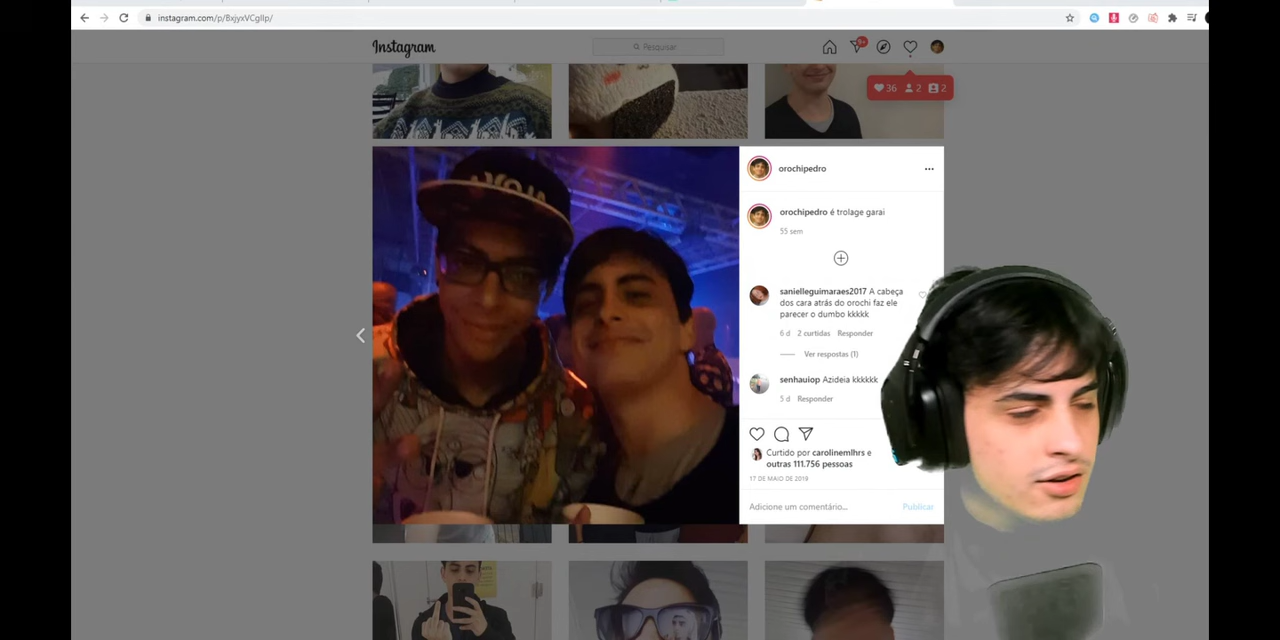 instagram.com/p/BxjyxVCglIp/
Instagram
Pesquisar
9+
36 2 2
orochipedro
orochipedro é trolage garai
55 sem
sanielleguimaraes2017 A cabeça
dos cara atrás do orochi faz ele
parecer o dumbo kkkkk
6 d 2 curtidas Responder
Ver respostas (1)
senhauiop Azideia kkkkkk
5 d Responder
Curtido por carolinemlhrs e
outras 111.756 pessoas
17 DE MAIO DE 2019
Adicione um comentário... Publicar